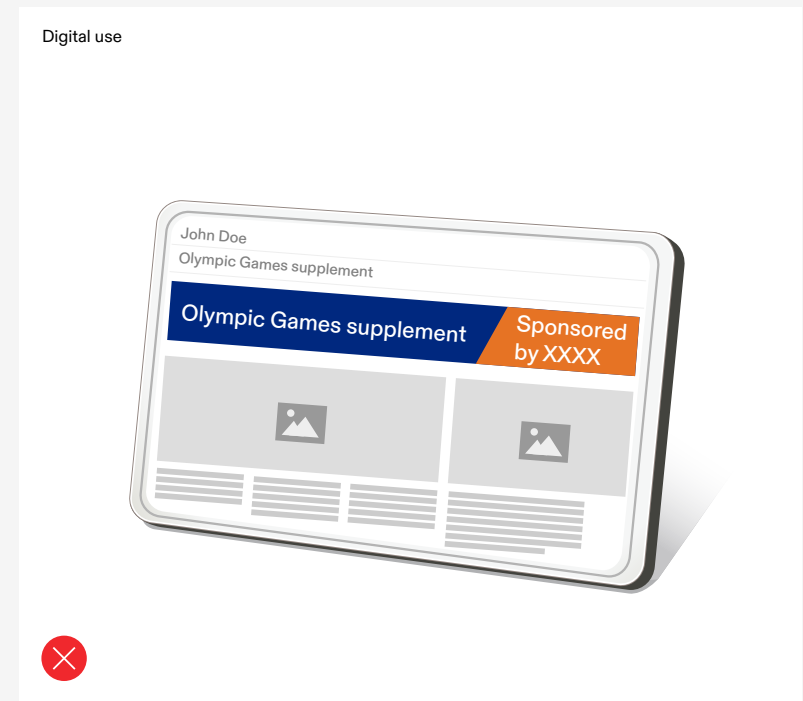 Digital use
John Doe
Olympic Games supplement
Olympic Games supplement
Sponsored
by XXXX